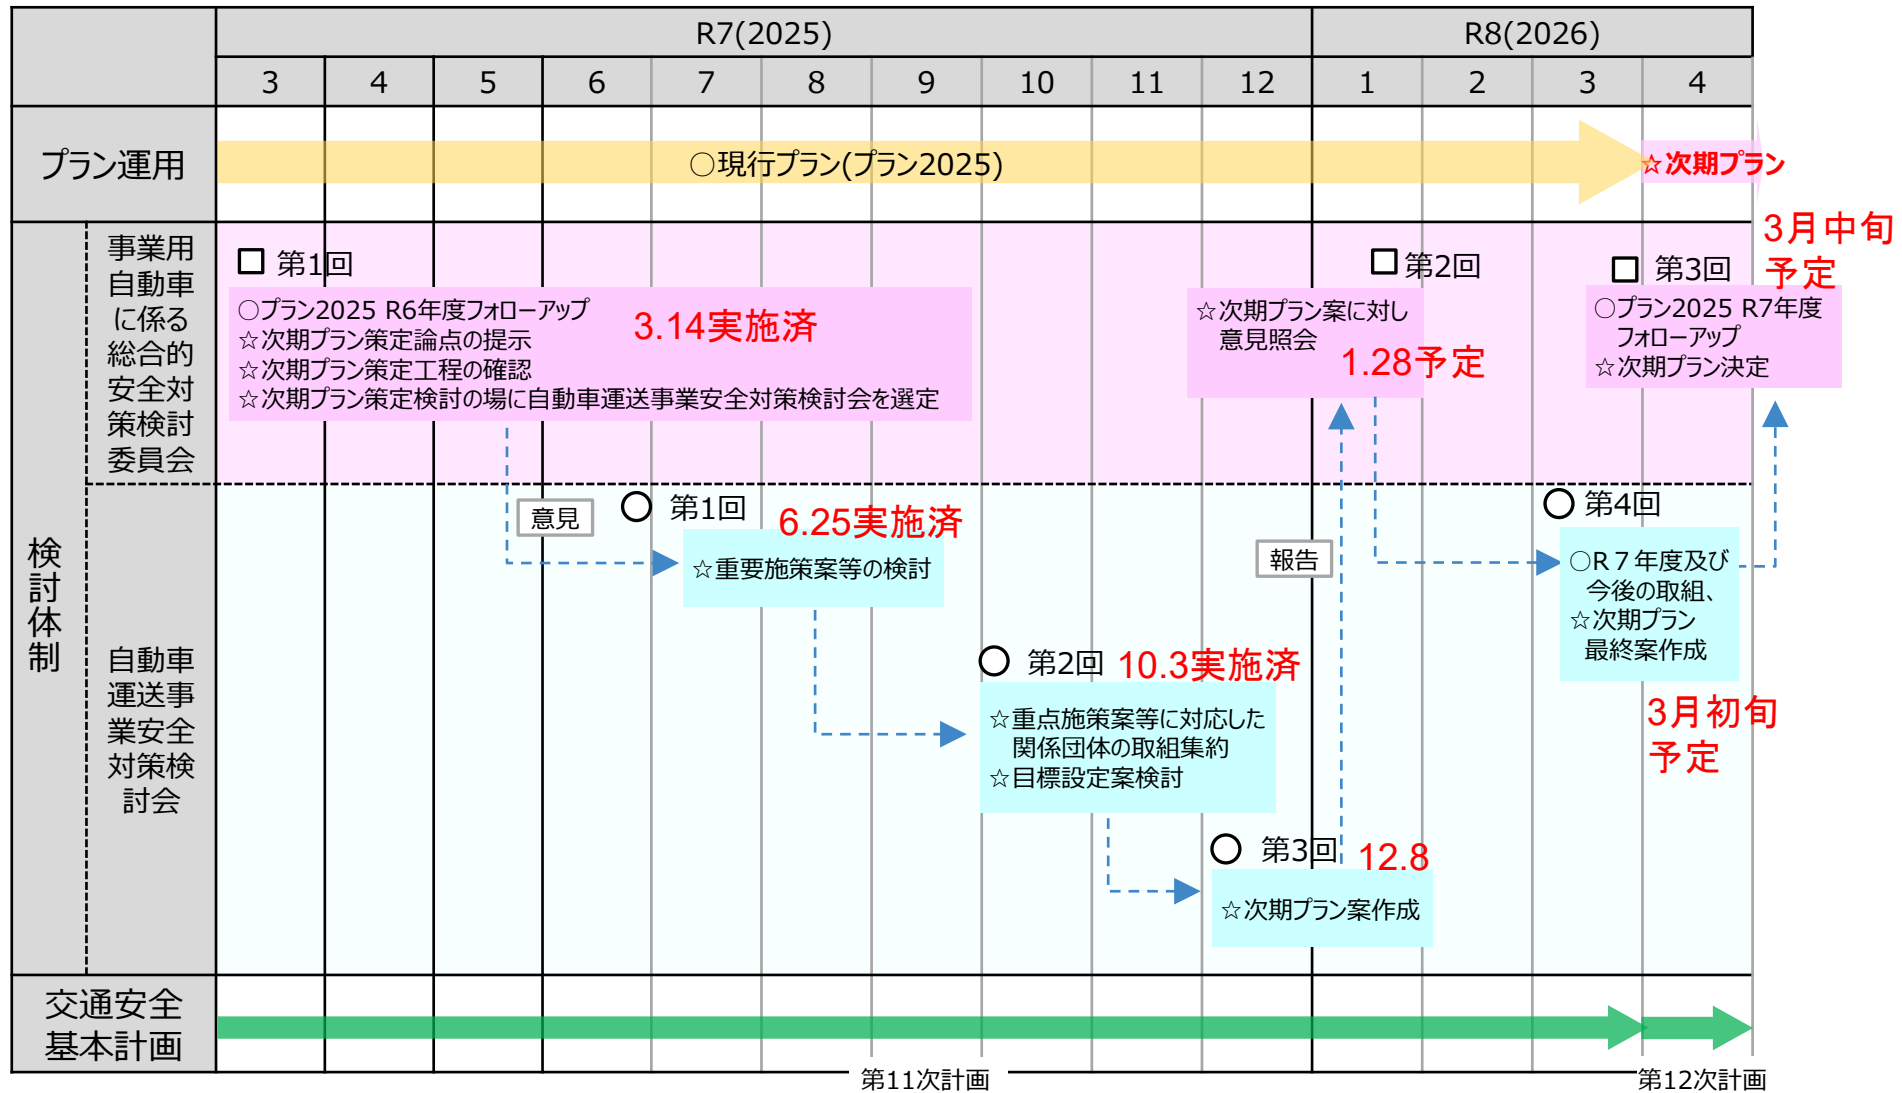 R7(2025)
R8(2026)
3 4 5 6 7 8 9 10 11 12 1 2 3 4
プラン運用
○現行プラン(プラン2025)
☆次期プラン
検討体制
事業用
自動車
に係る
総合的
安全対
策検討
委員会
第1回
○プラン2025 R6年度フォローアップ
☆次期プラン策定論点の提示
☆次期プラン策定工程の確認
☆次期プラン策定検討の場に自動車運送事業安全対策検討会を選定
3.14実施済
第2回
☆次期プラン案に対し
意見照会
1.28予定
第3回
3月中旬
予定
○プラン2025 R7年度
フォローアップ
☆次期プラン決定
自動車
運送事
業安全
対策検
討会
意見
第1回
6.25実施済
☆重要施策案等の検討
第2回
10.3実施済
☆重点施策案等に対応した
関係団体の取組集約
☆目標設定案検討
第3回
12.8
☆次期プラン案作成
報告
第4回
○R７年度及び
今後の取組、
☆次期プラン
最終案作成
3月初旬
予定
交通安全
基本計画
第11次計画
第12次計画